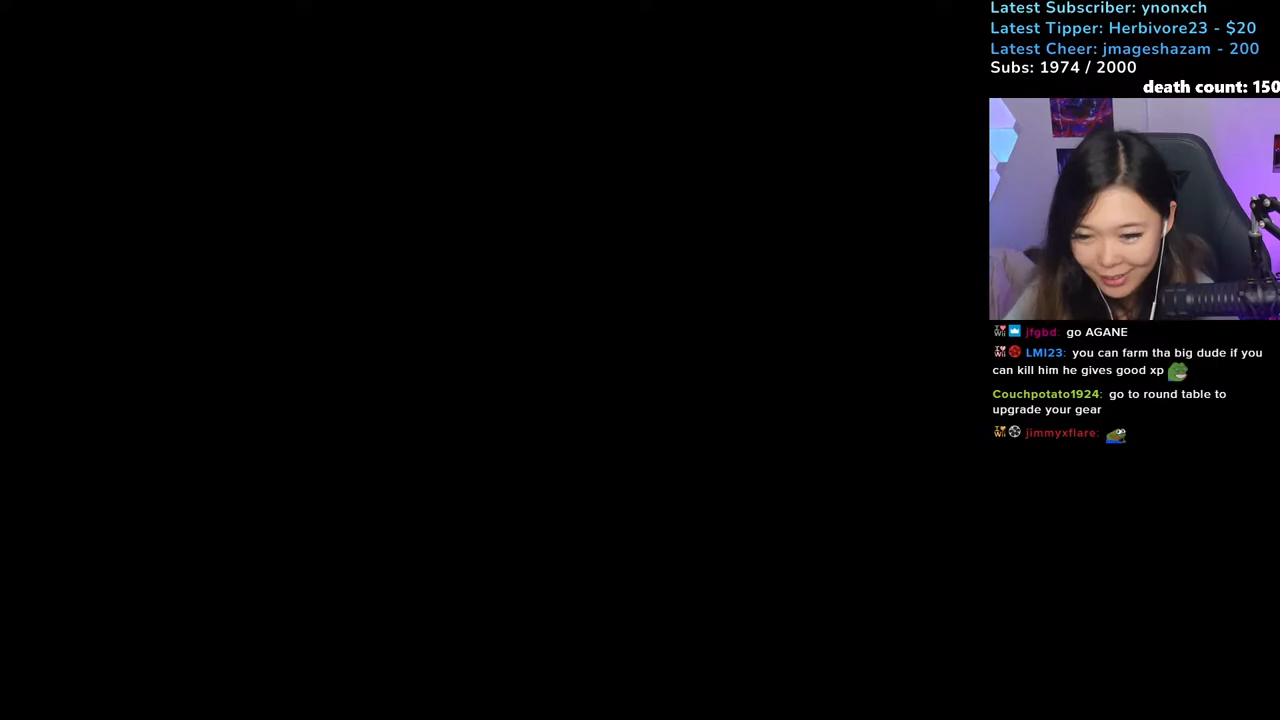 Latest Subscriber: ynonxch
Latest Tipper: Herbivore23 - $20
Latest Cheer: jmageshazam - 200
Subs: 1974 / 2000
death count: 150
jfgbd: go AGANE
LMI23: you can farm tha big dude if you
can kill him he gives good xp
Couchpotato1924: go to round table to
upgrade your gear
jimmyxflare: